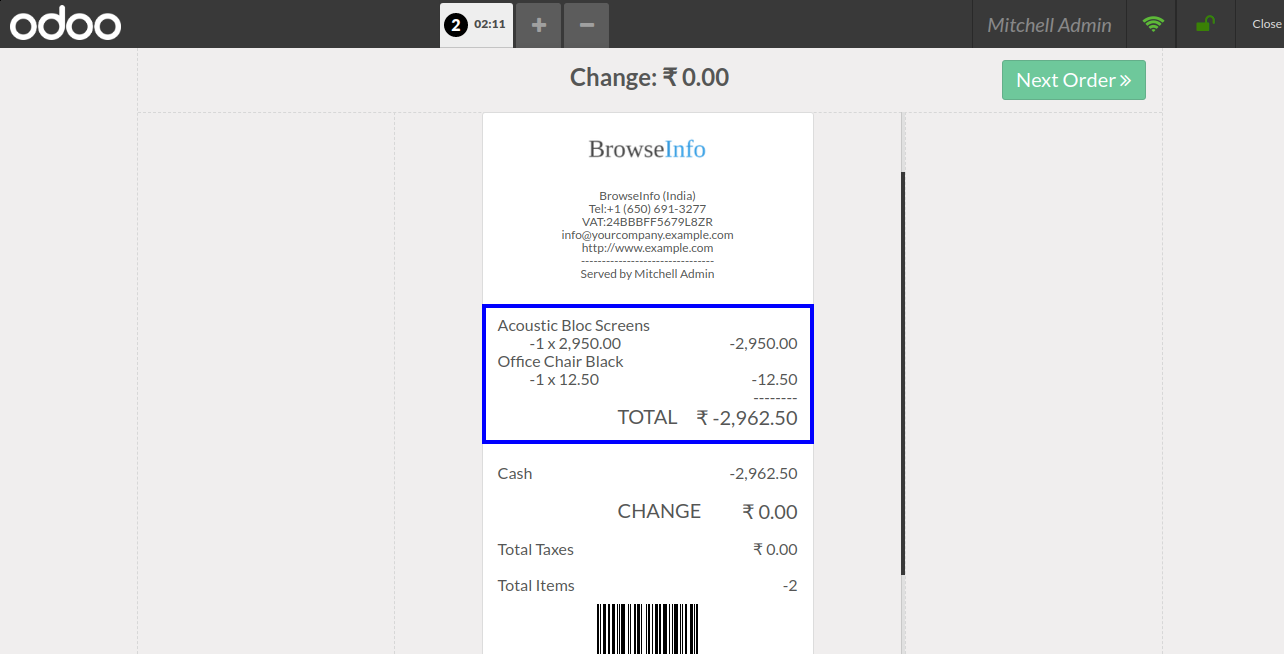 odoo
2 02:11 + −
Mitchell Admin
Close
Change: ₹ 0.00
Next Order »
BrowseInfo
BrowseInfo (India)
Tel:+1 (650) 691-3277
VAT:24BBBFF5679L8ZR
info@yourcompany.example.com
http://www.example.com
--------------------------------
Served by Mitchell Admin
Acoustic Bloc Screens
-1 x 2,950.00 -2,950.00
Office Chair Black
-1 x 12.50 -12.50
--------
TOTAL ₹ -2,962.50
Cash -2,962.50
CHANGE ₹ 0.00
Total Taxes ₹ 0.00
Total Items -2